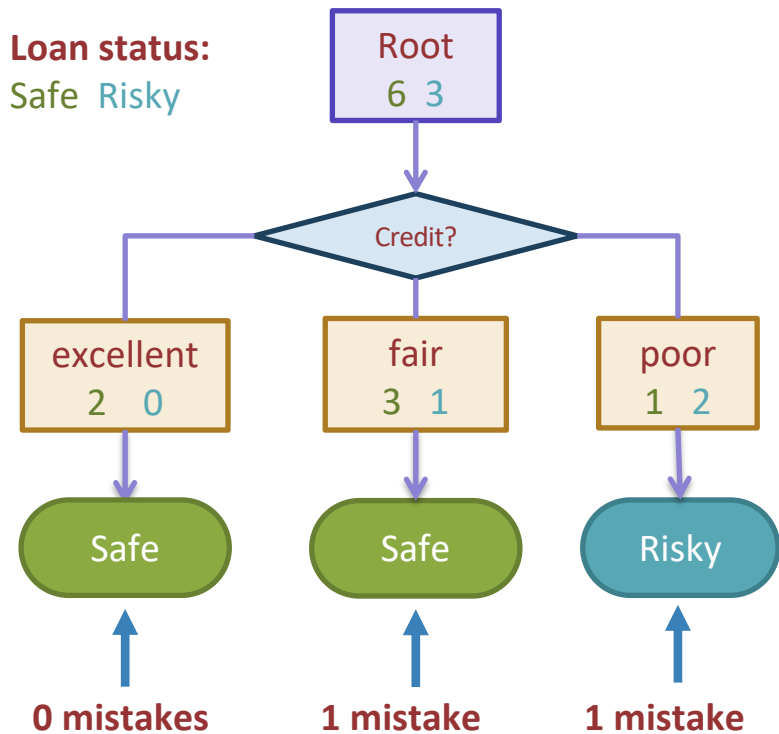 Loan status:
Safe Risky
Root
6 3
Credit?
excellent
2 0
fair
3 1
poor
1 2
Safe
Safe
Risky
0 mistakes
1 mistake
1 mistake